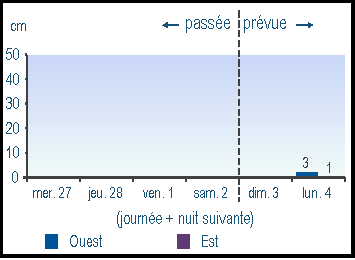 passée prévue
cm
50
40
30
20
10
0
3 1
mer. 27 jeu. 28 ven. 1 sam. 2 dim. 3 lun. 4
(journée + nuit suivante)
Ouest Est